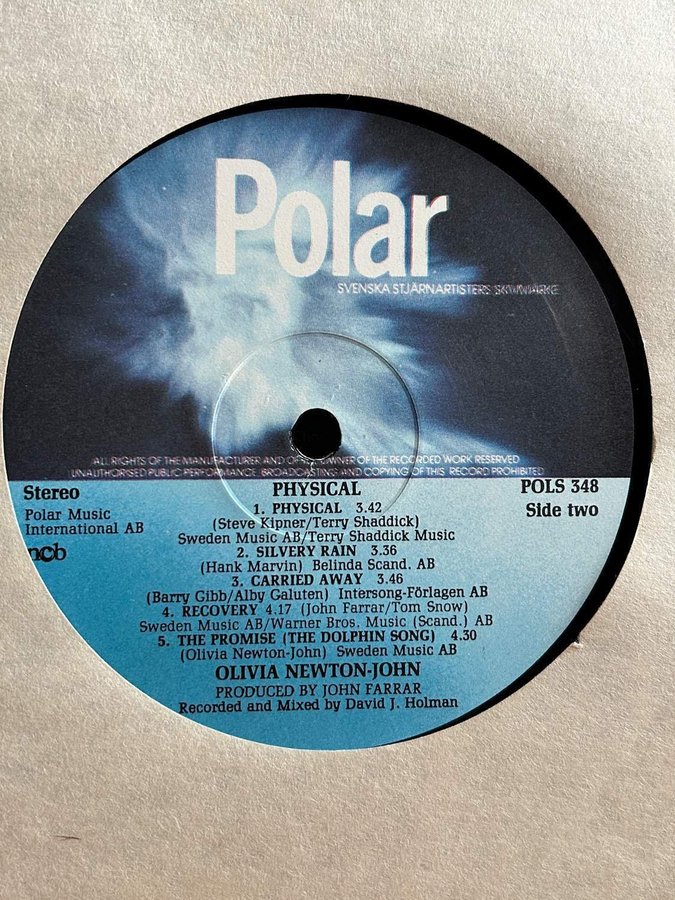 Polar
SVENSKA STJÄRNARTISTERS SKIVMÄRKE
ALL RIGHTS OF THE MANUFACTURER AND OF THE OWNER OF THE RECORDED WORK RESERVED
UNAUTHORISED PUBLIC PERFORMANCE BROADCASTING AND COPYING OF THIS RECORD PROHIBITED
Stereo PHYSICAL POLS 348
Polar Music 1. PHYSICAL 3.42 Side two
International AB (Steve Kipner/Terry Shaddick)
Sweden Music AB/Terry Shaddick Music
ncb 2. SILVERY RAIN 3.36
(Hank Marvin) Belinda Scand. AB
3. CARRIED AWAY 3.46
(Barry Gibb/Alby Galuten) Intersong-Förlagen AB
4. RECOVERY 4.17 (John Farrar/Tom Snow)
Sweden Music AB/Warner Bros. Music (Scand.) AB
5. THE PROMISE (THE DOLPHIN SONG) 4.30
(Olivia Newton-John) Sweden Music AB
OLIVIA NEWTON-JOHN
PRODUCED BY JOHN FARRAR
Recorded and Mixed by David J. Holman